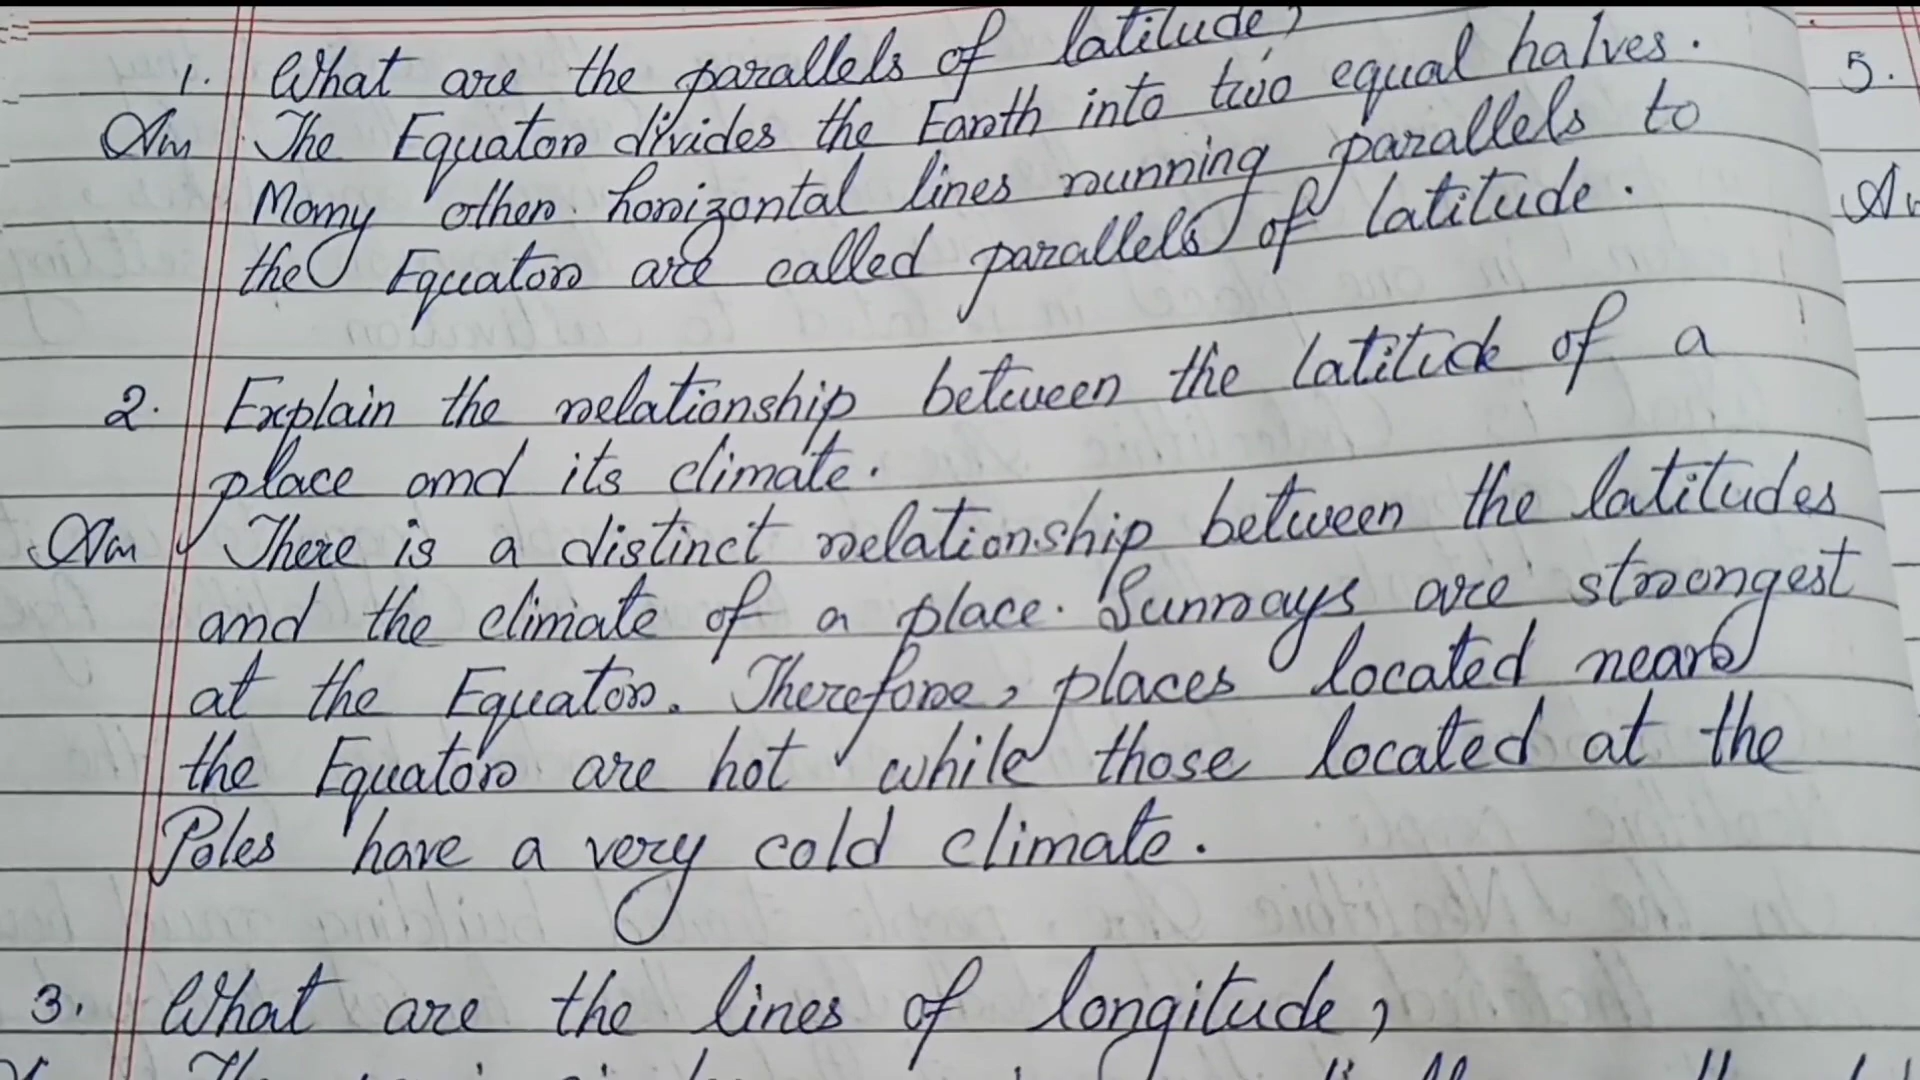 1. What are the parallels of latitude,
Ans The Equator divides the Earth into two equal halves.
Many other horizontal lines running parallels to
the Equator are called parallels of latitude.
2. Explain the relationship between the latitude of a
place and its climate.
Ans There is a distinct relationship between the latitudes
and the climate of a place. Sunrays are strongest
at the Equator. Therefore, places located near
the Equator are hot while those located at the
Poles have a very cold climate.
3. What are the lines of longitude,
5.